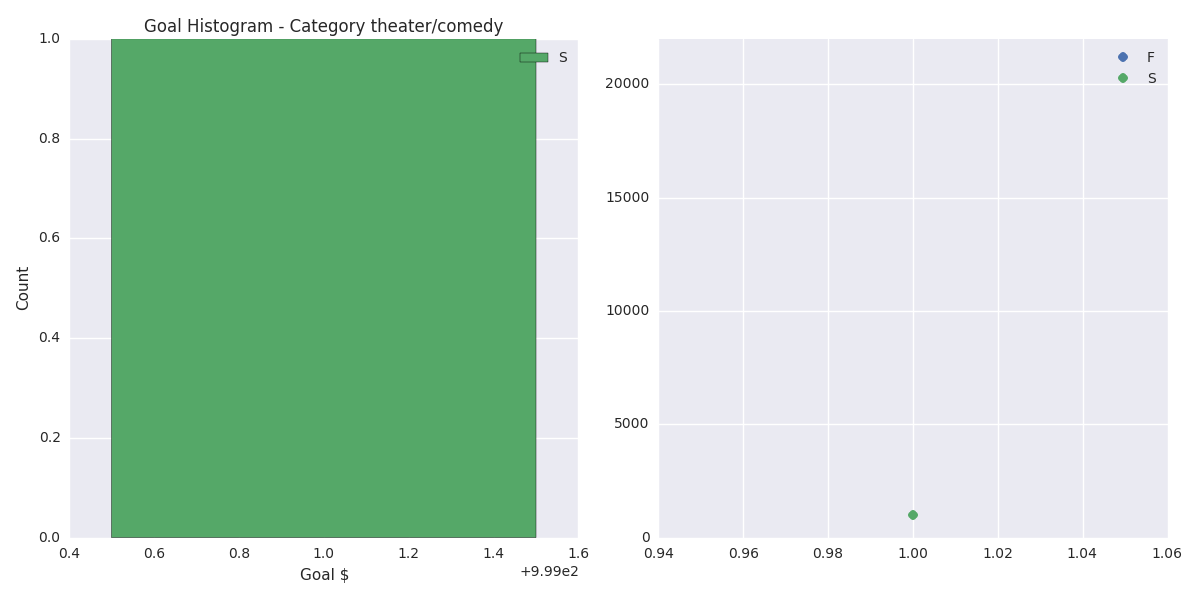 Goal Histogram - Category theater/comedy
1.0
0.8
0.6
0.4
0.2
0.0
Count
S
0.4 0.6 0.8 1.0 1.2 1.4 1.6
+9.99e2
Goal $
20000
15000
10000
5000
0
F
S
0.94 0.96 0.98 1.00 1.02 1.04 1.06